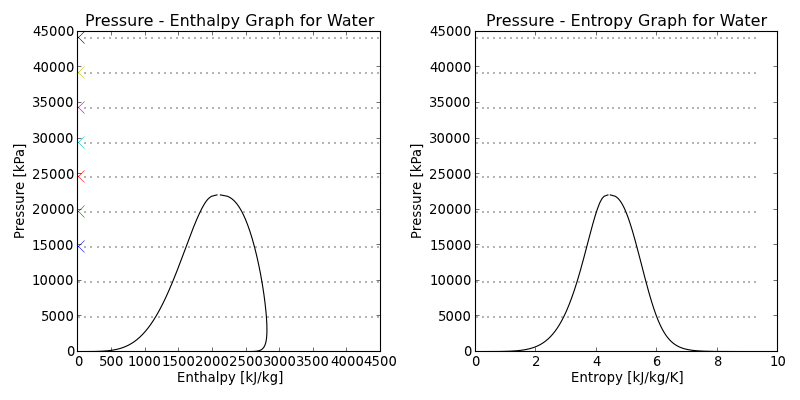 Pressure - Enthalpy Graph for Water
45000
40000
35000
30000
25000
20000
15000
10000
5000
0
Pressure [kPa]
0 500 1000 1500 2000 2500 3000 3500 4000 4500
Enthalpy [kJ/kg]
Pressure - Entropy Graph for Water
45000
40000
35000
30000
25000
20000
15000
10000
5000
0
Pressure [kPa]
0 2 4 6 8 10
Entropy [kJ/kg/K]